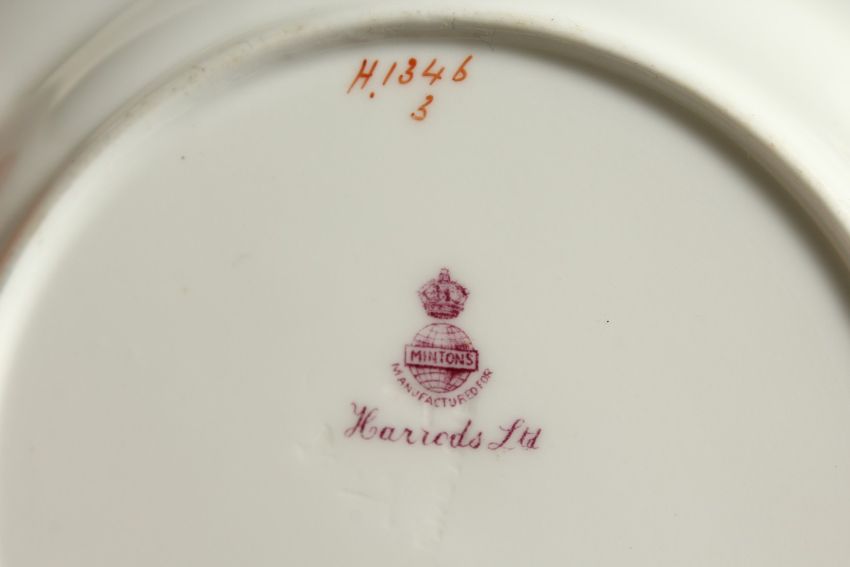 H.1346
3
MINTONS
MANUFACTURED FOR
Harrods Ltd